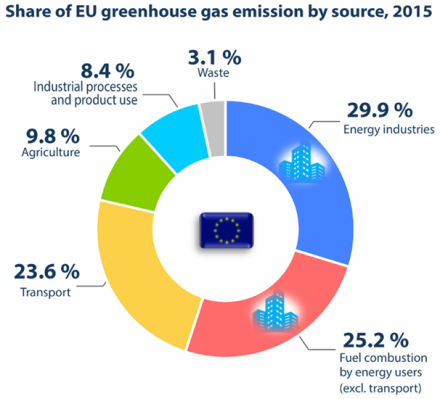 Share of EU greenhouse gas emission by source, 2015
3.1 %
Waste
29.9 %
Energy industries
25.2 %
Fuel combustion
by energy users
(excl. transport)
23.6 %
Transport
9.8 %
Agriculture
8.4 %
Industrial processes
and product use